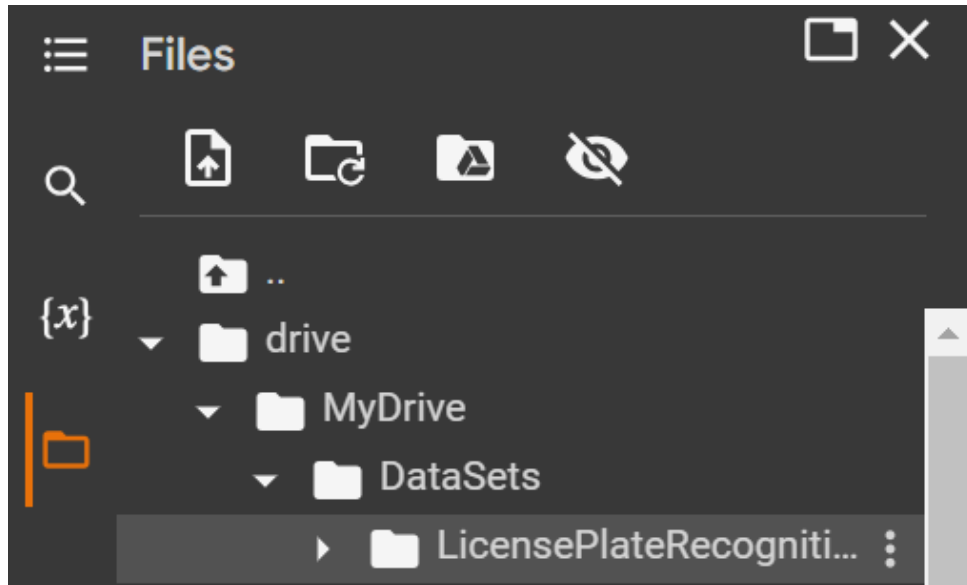 Files
{x}
..
drive
MyDrive
DataSets
LicensePlateRecogniti...